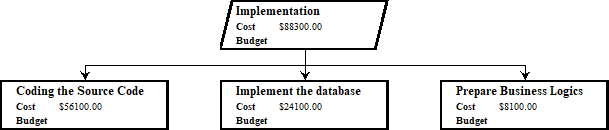 Implementation
Cost $88300.00
Budget
Coding the Source Code
Cost $56100.00
Budget
Implement the database
Cost $24100.00
Budget
Prepare Business Logics
Cost $8100.00
Budget